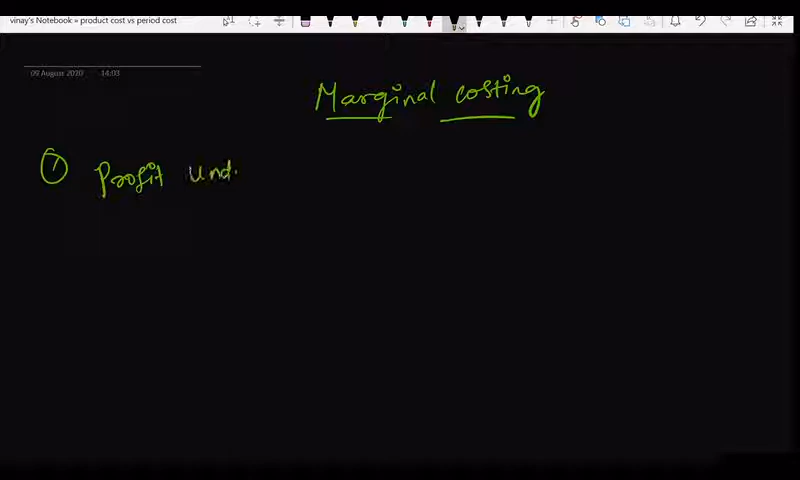 vinay's Notebook » product cost vs period cost
09 August 2020 14:03
Marginal costing
① Profit und.